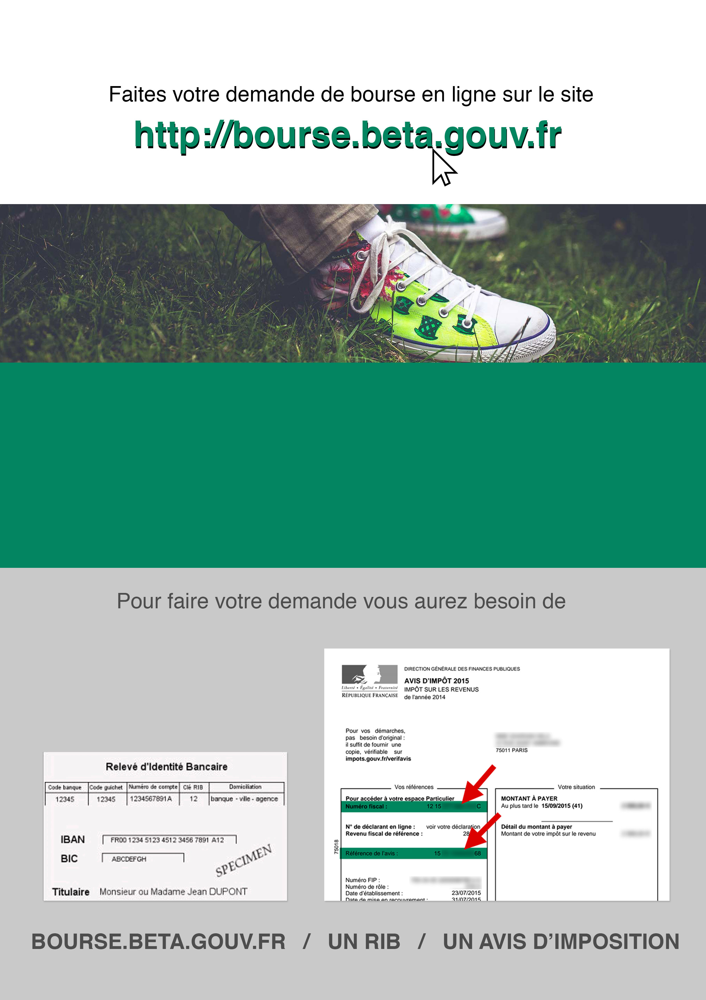 Faites votre demande de bourse en ligne sur le site
http://bourse.beta.gouv.fr
Pour faire votre demande vous aurez besoin de
Relevé d'Identité Bancaire
Code banque Code guichet Numéro de compte Clé RIB Domiciliation
12345 12345 1234567891A 12 banque - ville - agence
IBAN FR00 1234 5123 4512 3456 7891 A12
BIC ABCDEFGH
SPECIMEN
Titulaire Monsieur ou Madame Jean DUPONT
Liberté • Égalité • Fraternité
RÉPUBLIQUE FRANÇAISE
DIRECTION GÉNÉRALE DES FINANCES PUBLIQUES
AVIS D'IMPÔT 2015
IMPÔT SUR LES REVENUS
de l'année 2014
Pour vos démarches,
pas besoin d'original :
il suffit de fournir une
copie, vérifiable sur
impots.gouv.fr/verifavis
75011 PARIS
Vos références
Pour accéder à votre espace Particulier
Numéro fiscal : 12 15 C
N° de déclarant en ligne : voir votre déclaration
Revenu fiscal de référence : 28
75018
Référence de l'avis : 15 68
Numéro FIP :
Numéro de rôle :
Date d'établissement : 23/07/2015
Date de mise en recouvrement : 31/07/2015
Votre situation
MONTANT À PAYER
Au plus tard le 15/09/2015 (41)
Détail du montant à payer
Montant de votre impôt sur le revenu
BOURSE.BETA.GOUV.FR / UN RIB / UN AVIS D'IMPOSITION